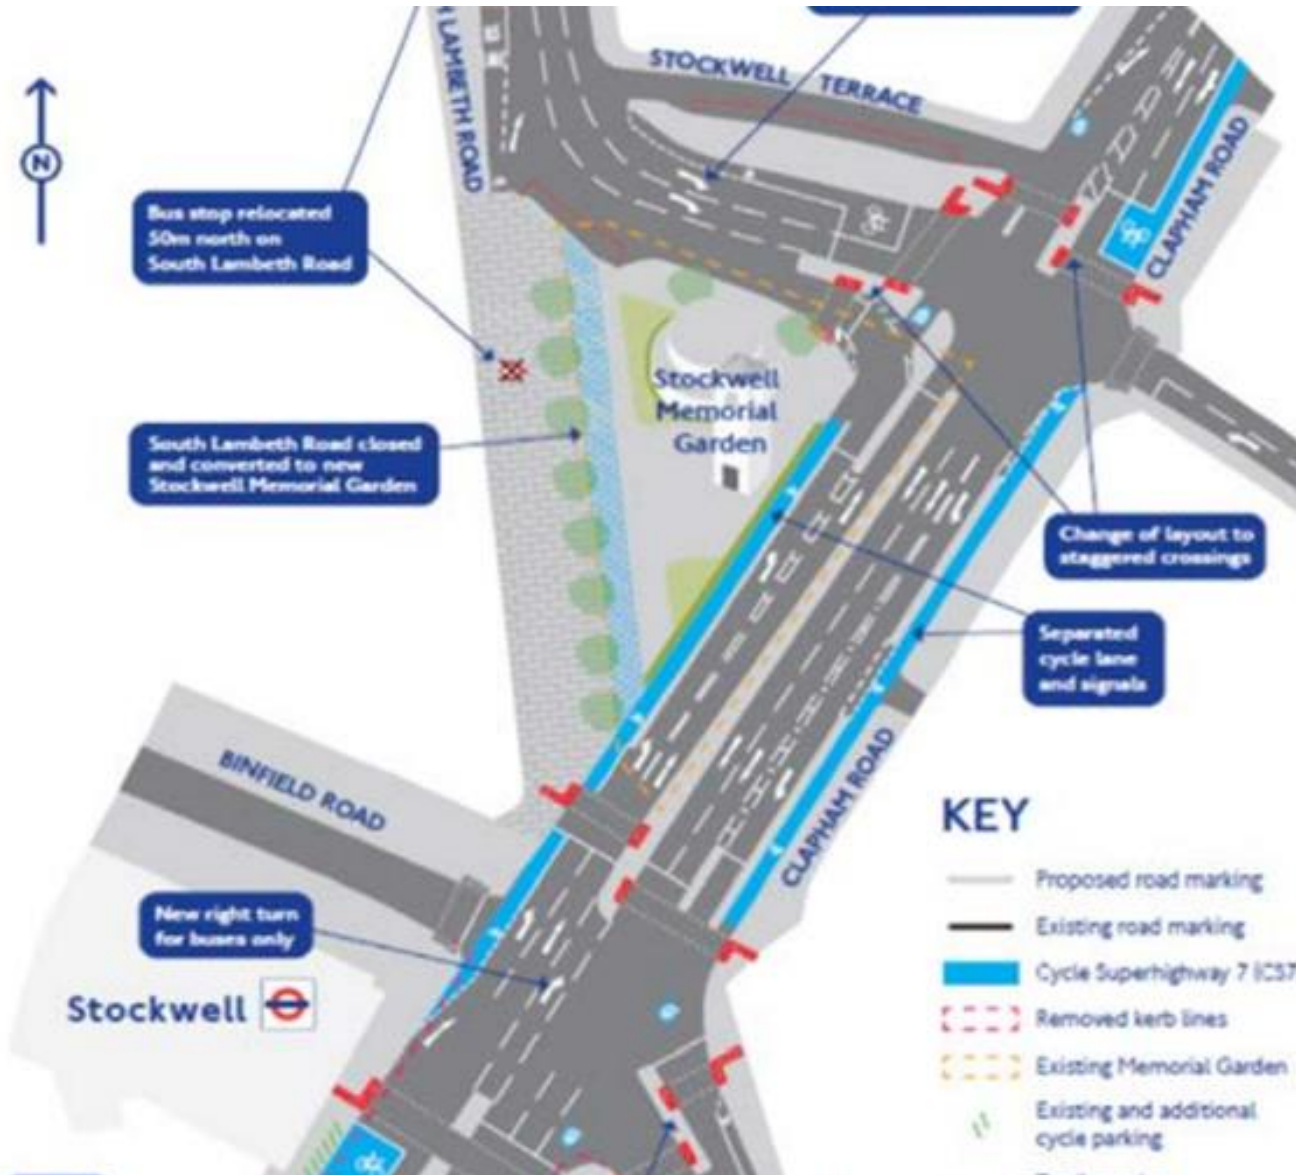 H LAMBETH ROAD
STOCKWELL TERRACE
CLAPHAM ROAD
N
Bus stop relocated
50m north on
South Lambeth Road
Stockwell
Memorial
Garden
South Lambeth Road closed
and converted to new
Stockwell Memorial Garden
Change of layout to
staggered crossings
Separated
cycle lane
and signals
BINFIELD ROAD
CLAPHAM ROAD
New right turn
for buses only
Stockwell
KEY
Proposed road marking
Existing road marking
Cycle Superhighway 7 (CS7
Removed kerb lines
Existing Memorial Garden
Existing and additional
cycle parking